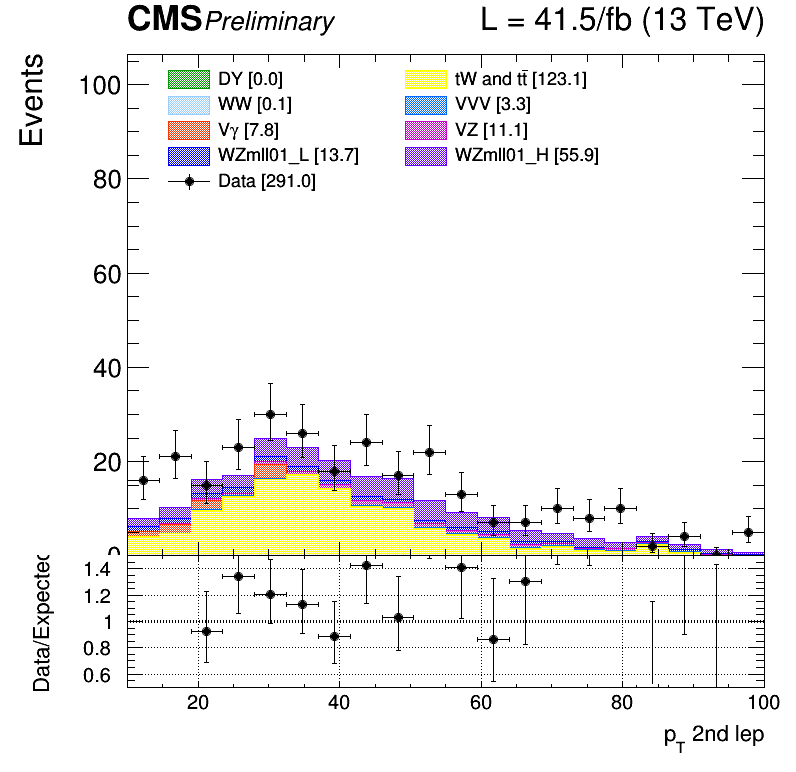 CMS Preliminary L = 41.5/fb (13 TeV)
Events
100
80
60
40
20
0
DY [0.0] tW and tt̄ [123.1]
WW [0.1] VVV [3.3]
Vγ [7.8] VZ [11.1]
WZmll01_L [13.7] WZmll01_H [55.9]
Data [291.0]
Data/Expected
1.4
1.2
1
0.8
0.6
20 40 60 80 100
pT 2nd lep